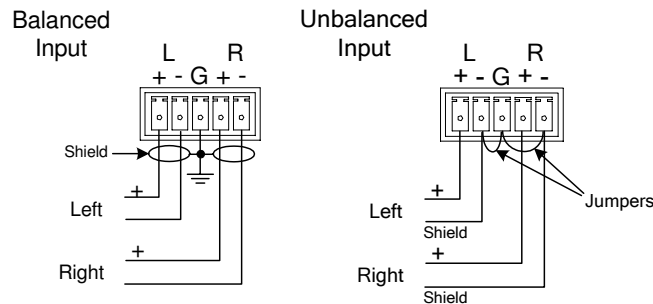 Balanced
Input
L R
+ - G + -
Shield
+
Left
+
Right
Unbalanced
Input
L R
+ - G + -
Jumpers
+
Left
Shield
+
Right
Shield